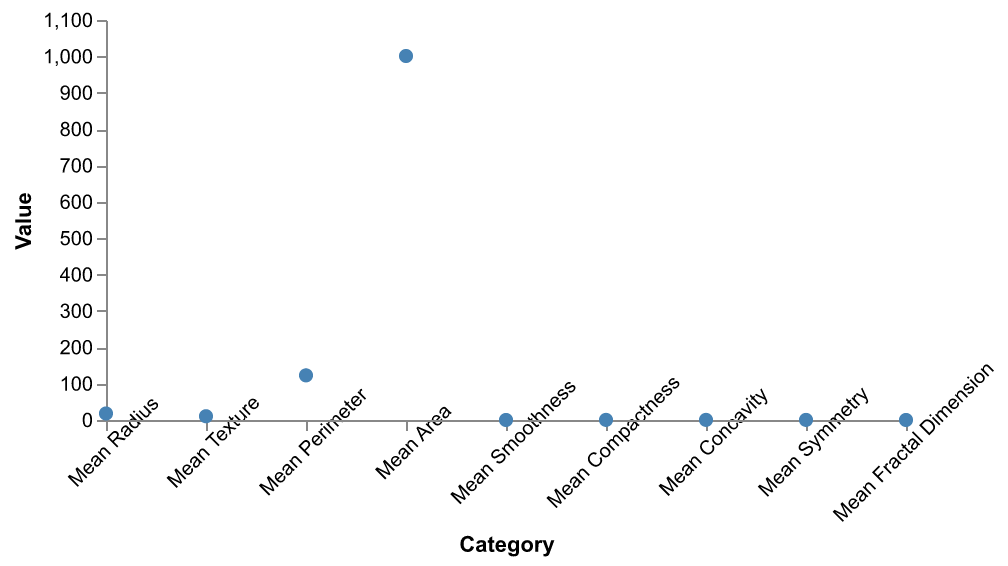 1,100
1,000
900
800
700
600
500
400
300
200
100
0
Value
Mean Radius
Mean Texture
Mean Perimeter
Mean Area
Mean Smoothness
Mean Compactness
Mean Concavity
Mean Symmetry
Mean Fractal Dimension
Category